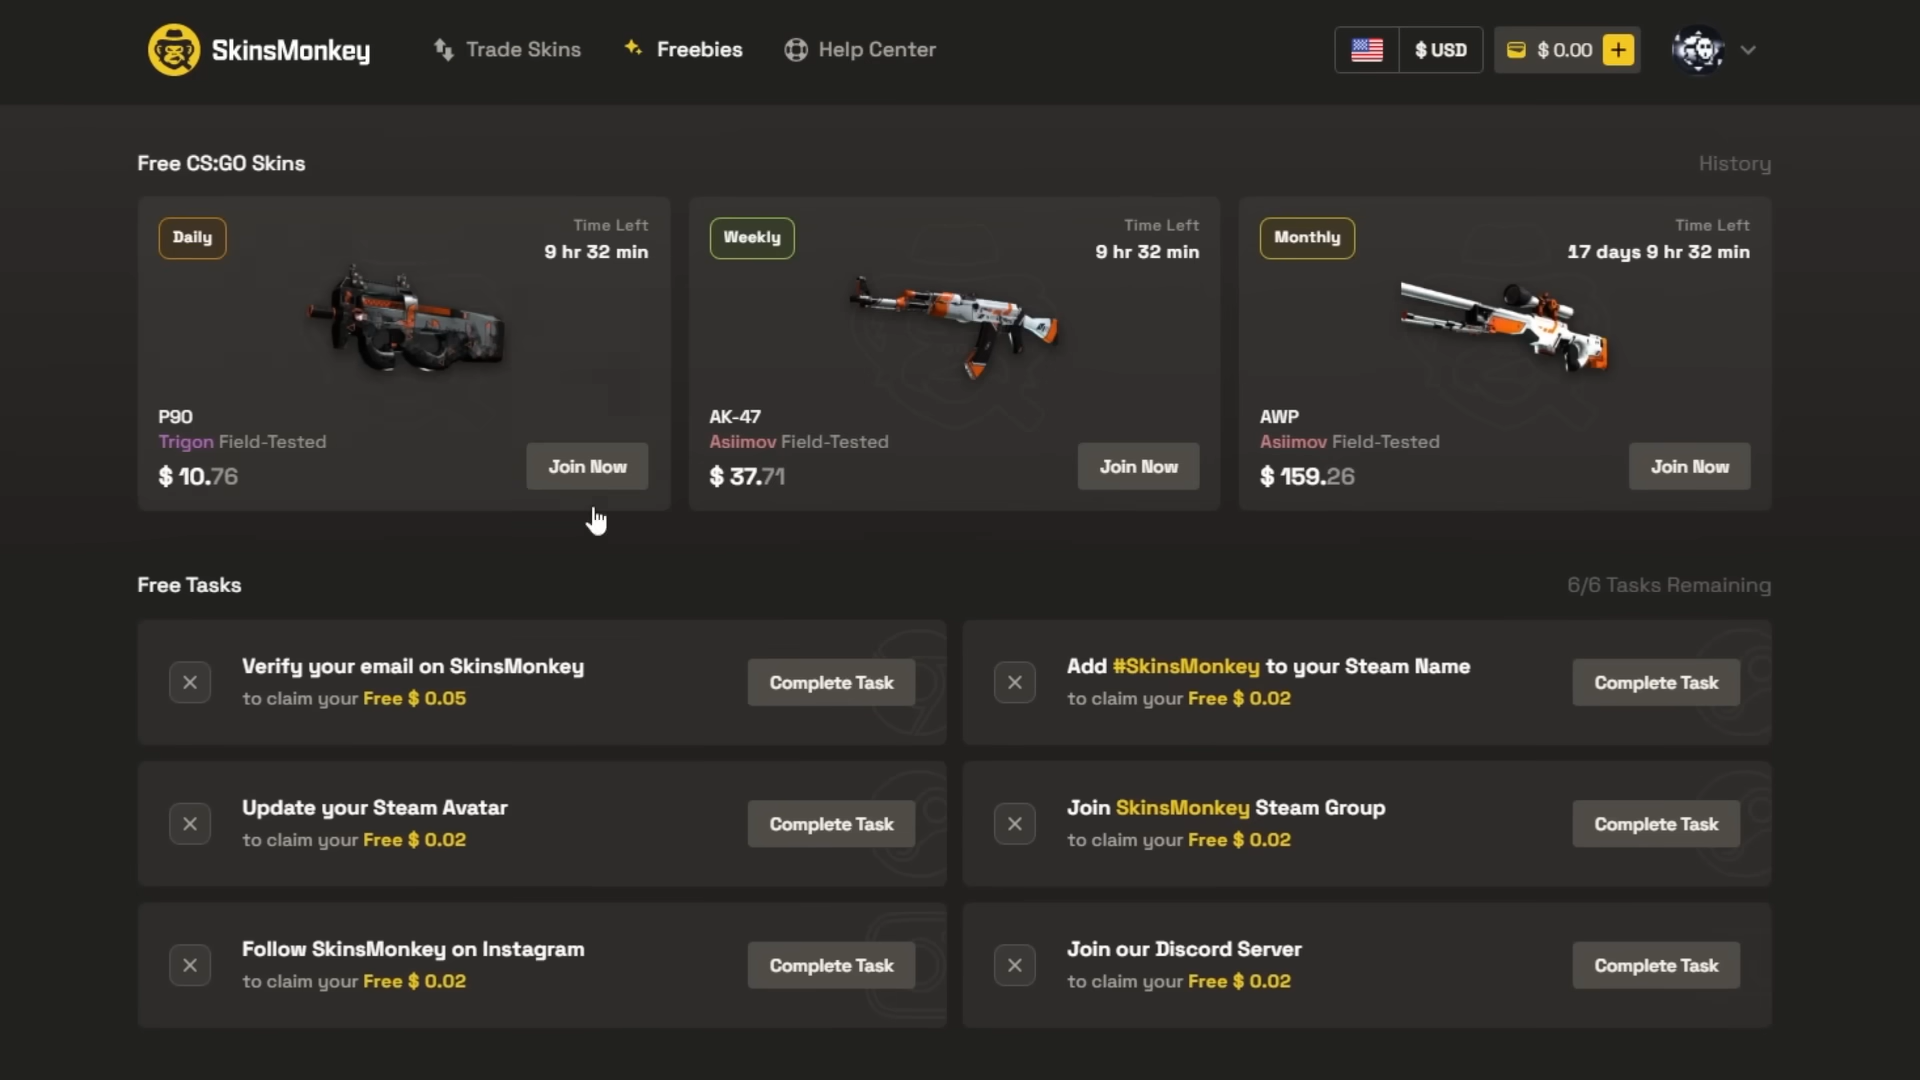 SkinsMonkey
Trade Skins
Freebies
Help Center
$ USD
$ 0.00
Free CS:GO Skins
History
Daily
Time Left
9 hr 32 min
P90
Trigon Field-Tested
$ 10.76
Join Now
Weekly
Time Left
9 hr 32 min
AK-47
Asiimov Field-Tested
$ 37.71
Join Now
Monthly
Time Left
17 days 9 hr 32 min
AWP
Asiimov Field-Tested
$ 159.26
Join Now
Free Tasks
6/6 Tasks Remaining
Verify your email on SkinsMonkey
to claim your Free $ 0.05
Complete Task
Add #SkinsMonkey to your Steam Name
to claim your Free $ 0.02
Complete Task
Update your Steam Avatar
to claim your Free $ 0.02
Complete Task
Join SkinsMonkey Steam Group
to claim your Free $ 0.02
Complete Task
Follow SkinsMonkey on Instagram
to claim your Free $ 0.02
Complete Task
Join our Discord Server
to claim your Free $ 0.02
Complete Task